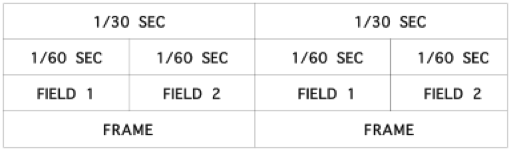 1/30 SEC 1/30 SEC
1/60 SEC 1/60 SEC 1/60 SEC 1/60 SEC
FIELD 1 FIELD 2 FIELD 1 FIELD 2
FRAME FRAME